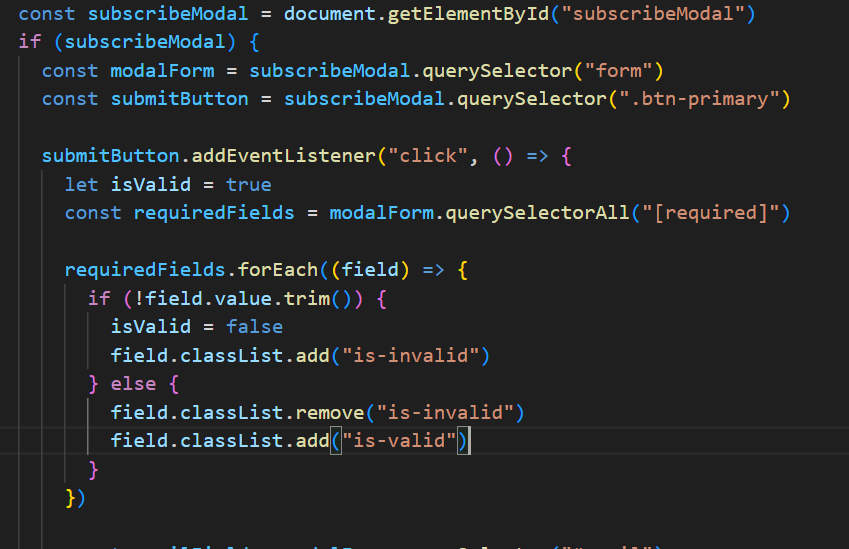 const subscribeModal = document.getElementById("subscribeModal")
if (subscribeModal) {
const modalForm = subscribeModal.querySelector("form")
const submitButton = subscribeModal.querySelector(".btn-primary")
submitButton.addEventListener("click", () => {
let isValid = true
const requiredFields = modalForm.querySelectorAll("[required]")
requiredFields.forEach((field) => {
if (!field.value.trim()) {
isValid = false
field.classList.add("is-invalid")
} else {
field.classList.remove("is-invalid")
field.classList.add("is-valid")
}
})